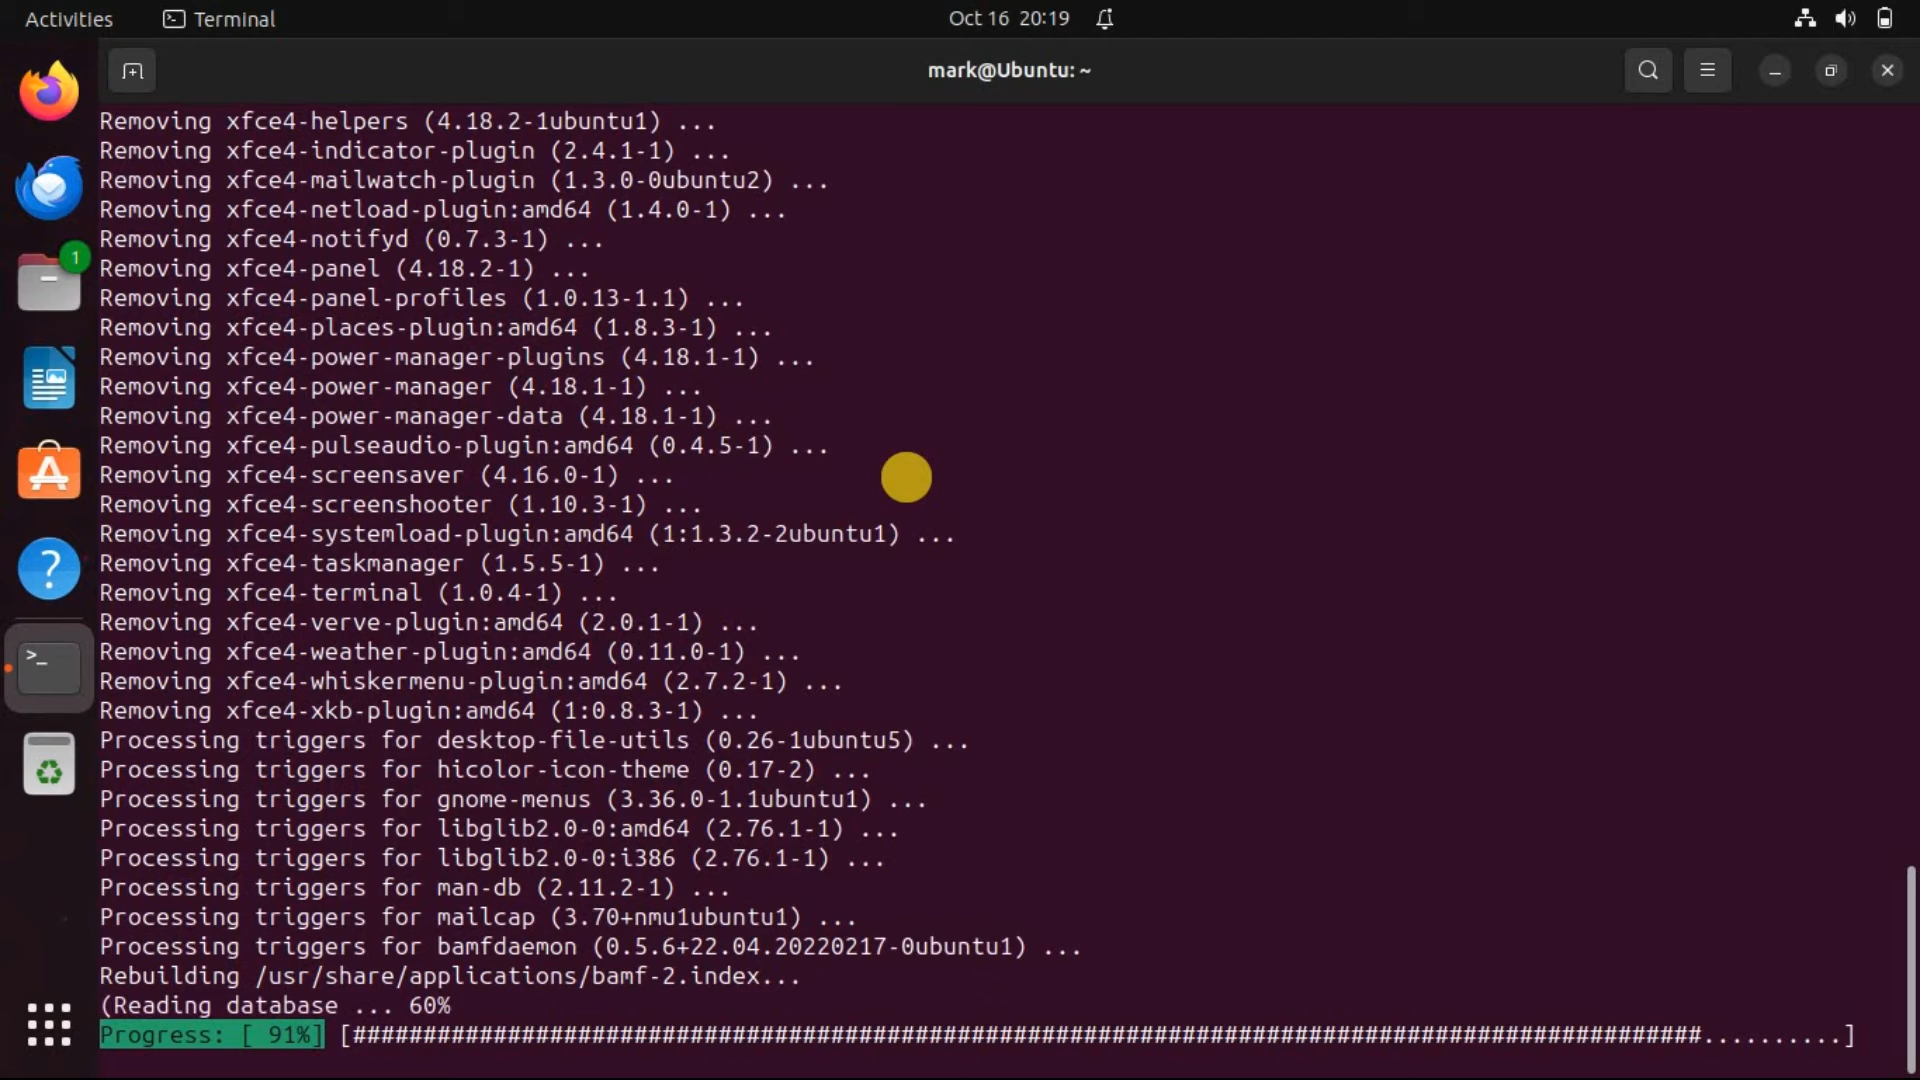 Activities Terminal Oct 16 20:19
mark@Ubuntu: ~
Removing xfce4-helpers (4.18.2-1ubuntu1) ...
Removing xfce4-indicator-plugin (2.4.1-1) ...
Removing xfce4-mailwatch-plugin (1.3.0-0ubuntu2) ...
Removing xfce4-netload-plugin:amd64 (1.4.0-1) ...
Removing xfce4-notifyd (0.7.3-1) ...
Removing xfce4-panel (4.18.2-1) ...
Removing xfce4-panel-profiles (1.0.13-1.1) ...
Removing xfce4-places-plugin:amd64 (1.8.3-1) ...
Removing xfce4-power-manager-plugins (4.18.1-1) ...
Removing xfce4-power-manager (4.18.1-1) ...
Removing xfce4-power-manager-data (4.18.1-1) ...
Removing xfce4-pulseaudio-plugin:amd64 (0.4.5-1) ...
Removing xfce4-screensaver (4.16.0-1) ...
Removing xfce4-screenshooter (1.10.3-1) ...
Removing xfce4-systemload-plugin:amd64 (1:1.3.2-2ubuntu1) ...
Removing xfce4-taskmanager (1.5.5-1) ...
Removing xfce4-terminal (1.0.4-1) ...
Removing xfce4-verve-plugin:amd64 (2.0.1-1) ...
Removing xfce4-weather-plugin:amd64 (0.11.0-1) ...
Removing xfce4-whiskermenu-plugin:amd64 (2.7.2-1) ...
Removing xfce4-xkb-plugin:amd64 (1:0.8.3-1) ...
Processing triggers for desktop-file-utils (0.26-1ubuntu5) ...
Processing triggers for hicolor-icon-theme (0.17-2) ...
Processing triggers for gnome-menus (3.36.0-1.1ubuntu1) ...
Processing triggers for libglib2.0-0:amd64 (2.76.1-1) ...
Processing triggers for libglib2.0-0:i386 (2.76.1-1) ...
Processing triggers for man-db (2.11.2-1) ...
Processing triggers for mailcap (3.70+nmu1ubuntu1) ...
Processing triggers for bamfdaemon (0.5.6+22.04.20220217-0ubuntu1) ...
Rebuilding /usr/share/applications/bamf-2.index...
(Reading database ... 60%
Progress: [ 91%] [################################################################################################..........]
1